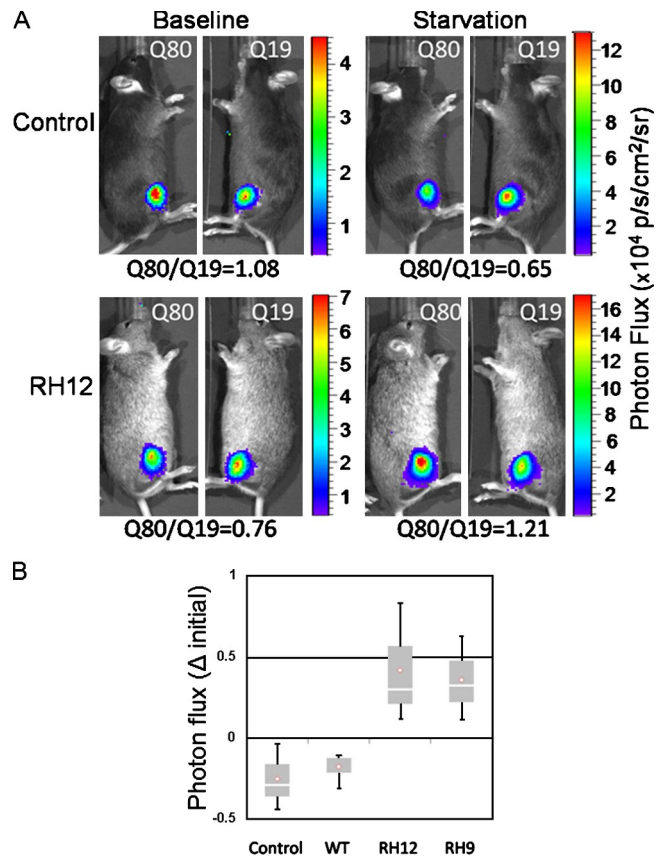 A
Baseline
Starvation
Control
Q80
Q19
4
3
2
1
Q80
Q19
12
10
8
6
4
2
Q80/Q19=1.08
Q80/Q19=0.65
RH12
Q80
Q19
7
6
5
4
3
2
1
Q80
Q19
16
14
12
10
8
6
4
2
Q80/Q19=0.76
Q80/Q19=1.21
Photon Flux (x10⁴ p/s/cm²/sr)
B
Photon flux (Δ initial)
1
0.5
0
-0.5
Control
WT
RH12
RH9